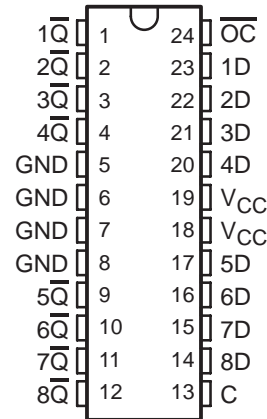 1Q̅ 1 24 O̅C̅
2Q̅ 2 23 1D
3Q̅ 3 22 2D
4Q̅ 4 21 3D
GND 5 20 4D
GND 6 19 VCC
GND 7 18 VCC
GND 8 17 5D
5Q̅ 9 16 6D
6Q̅ 10 15 7D
7Q̅ 11 14 8D
8Q̅ 12 13 C